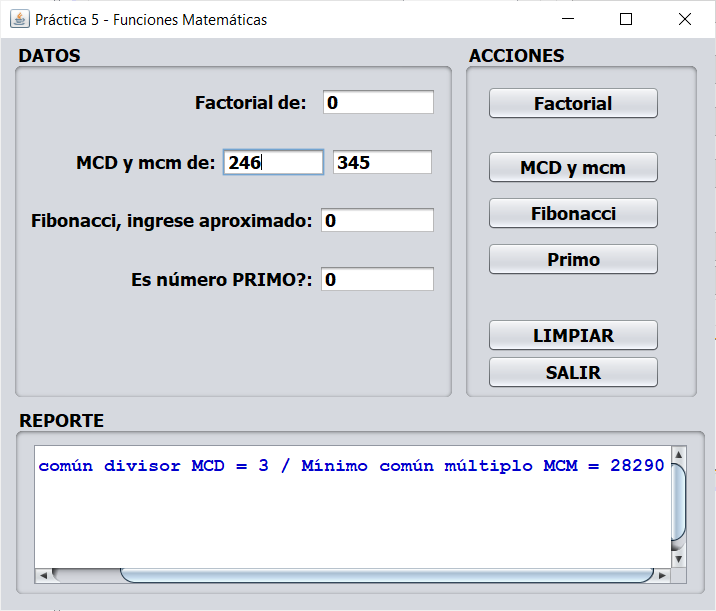 Práctica 5 - Funciones Matemáticas
DATOS
Factorial de: 0
MCD y mcm de: 246 345
Fibonacci, ingrese aproximado: 0
Es número PRIMO?: 0
ACCIONES
Factorial
MCD y mcm
Fibonacci
Primo
LIMPIAR
SALIR
REPORTE
común divisor MCD = 3 / Mínimo común múltiplo MCM = 28290